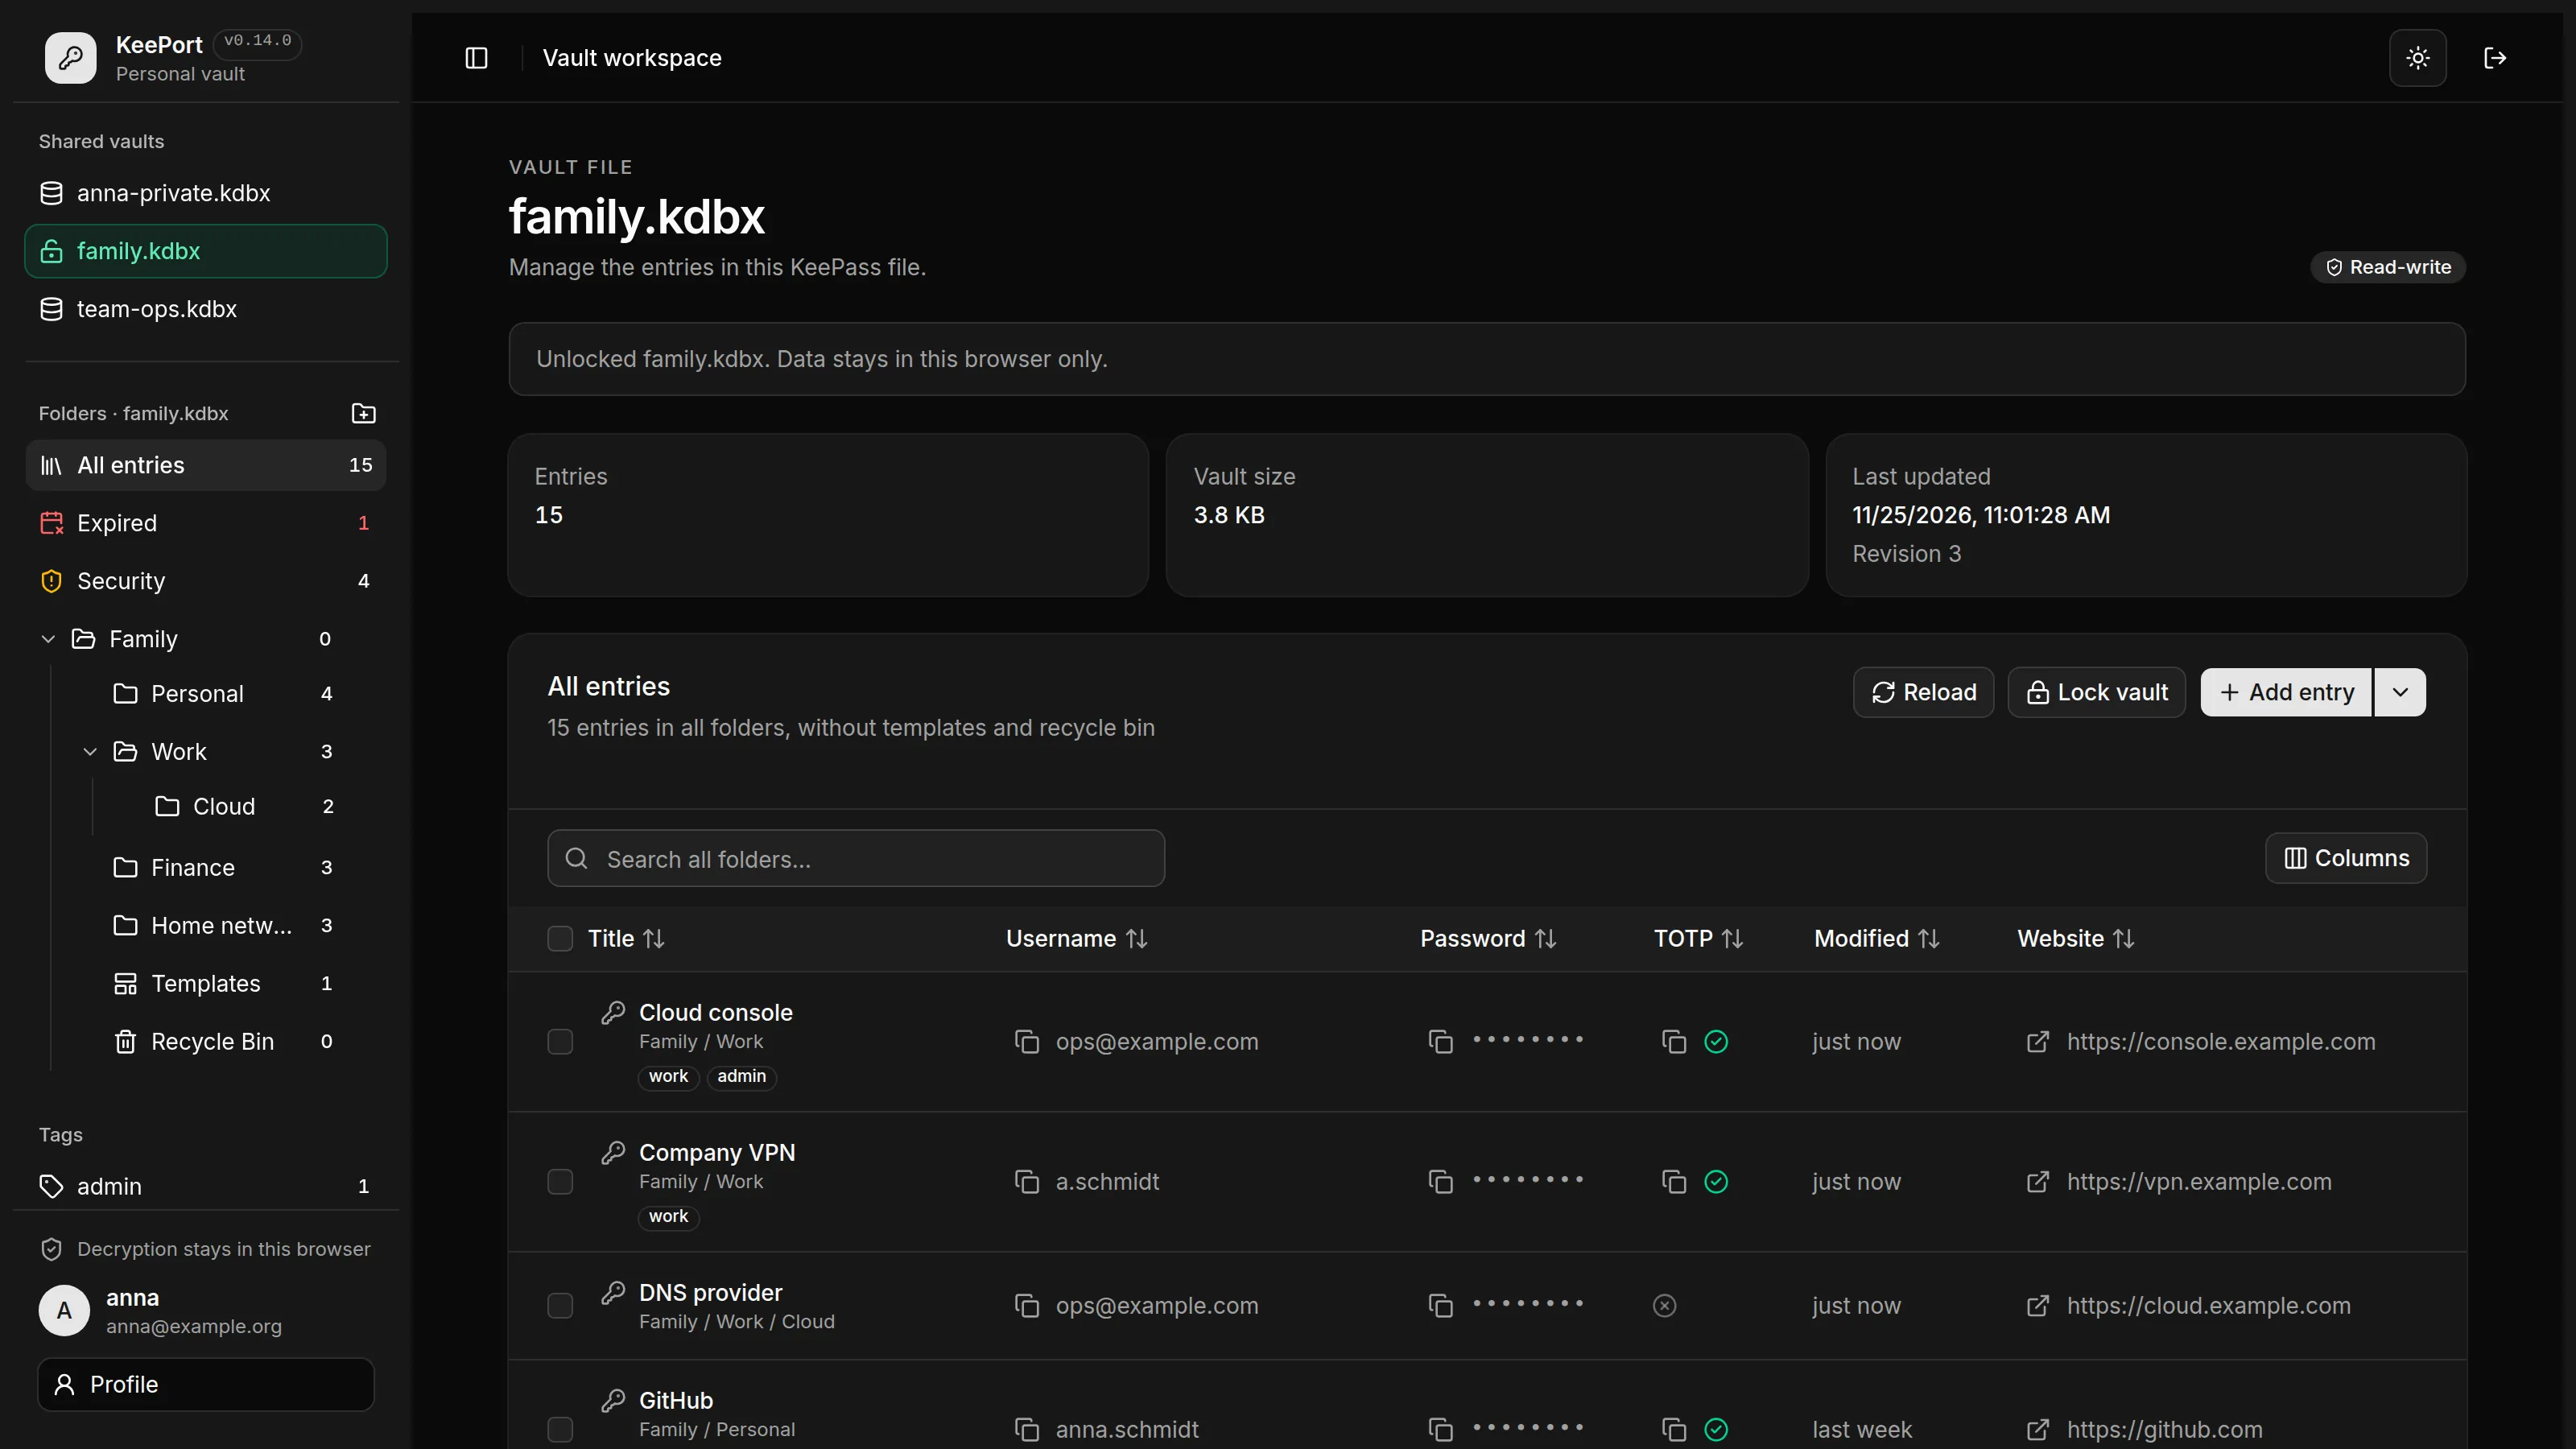 KeePort v0.14.0
Personal vault
Shared vaults
anna-private.kdbx
family.kdbx
team-ops.kdbx
Folders · family.kdbx
All entries 15
Expired 1
Security 4
Family 0
Personal 4
Work 3
Cloud 2
Finance 3
Home netw... 3
Templates 1
Recycle Bin 0
Tags
admin 1
Decryption stays in this browser
A
anna
anna@example.org
Profile
Vault workspace
VAULT FILE
family.kdbx
Manage the entries in this KeePass file.
Read-write
Unlocked family.kdbx. Data stays in this browser only.
Entries
15
Vault size
3.8 KB
Last updated
11/25/2026, 11:01:28 AM
Revision 3
All entries
15 entries in all folders, without templates and recycle bin
Reload
Lock vault
Add entry
Search all folders...
Columns
Title Username Password TOTP Modified Website
Cloud console
Family / Work
work admin
ops@example.com •••••••• just now https://console.example.com
Company VPN
Family / Work
work
a.schmidt •••••••• just now https://vpn.example.com
DNS provider
Family / Work / Cloud
ops@example.com •••••••• just now https://cloud.example.com
GitHub
Family / Personal
anna.schmidt •••••••• last week https://github.com